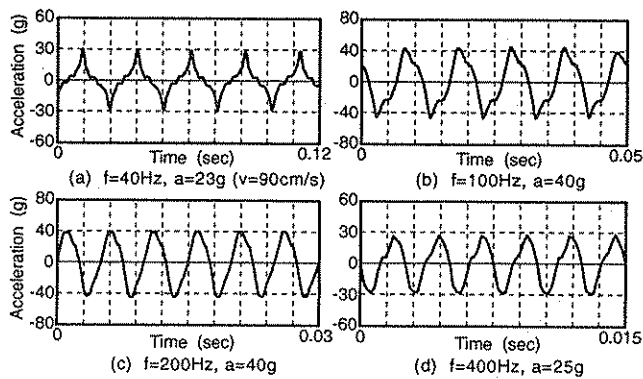 Acceleration (g)
60
30
0
-30
-60
0
Time (sec)
0.12
(a) f=40Hz, a=23g (v=90cm/s)
80
40
0
-40
-80
0
Time (sec)
0.05
(b) f=100Hz, a=40g
Acceleration (g)
80
40
0
-40
-80
0
Time (sec)
0.03
(c) f=200Hz, a=40g
60
30
0
-30
-60
0
Time (sec)
0.015
(d) f=400Hz, a=25g